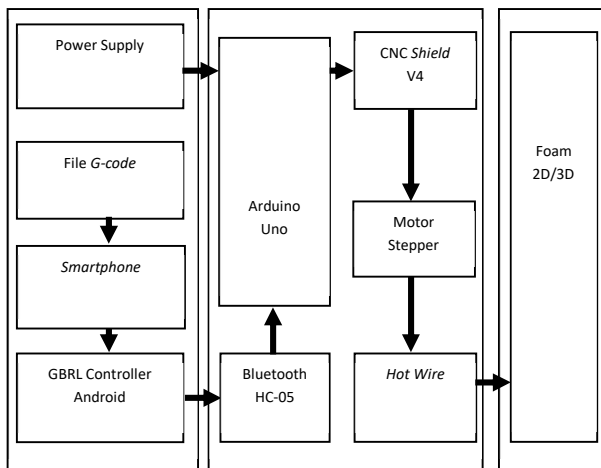 Power Supply
File G-code
Smartphone
GBRL Controller
Android
Arduino
Uno
Bluetooth
HC-05
CNC Shield
V4
Motor
Stepper
Hot Wire
Foam
2D/3D